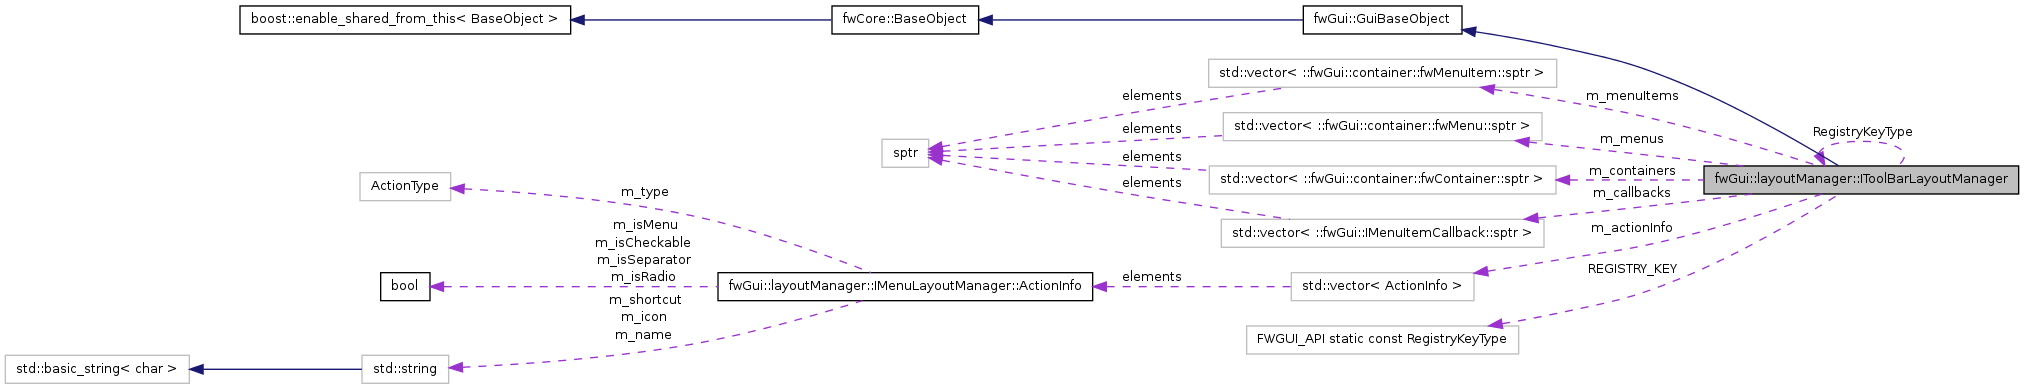 boost::enable_shared_from_this< BaseObject >
fwCore::BaseObject
fwGui::GuiBaseObject
std::vector< ::fwGui::container::fwMenuItem::sptr >
elements
m_menuItems
std::vector< ::fwGui::container::fwMenu::sptr >
elements
RegistryKeyType
m_menus
sptr
elements
std::vector< ::fwGui::container::fwContainer::sptr >
m_containers
fwGui::layoutManager::IToolBarLayoutManager
elements
m_callbacks
ActionType
m_type
std::vector< ::fwGui::IMenuItemCallback::sptr >
m_actionInfo
m_isMenu
m_isCheckable
m_isSeparator
m_isRadio
bool
fwGui::layoutManager::IMenuLayoutManager::ActionInfo
elements
std::vector< ActionInfo >
REGISTRY_KEY
m_shortcut
m_icon
m_name
FWGUI_API static const RegistryKeyType
std::basic_string< char >
std::string